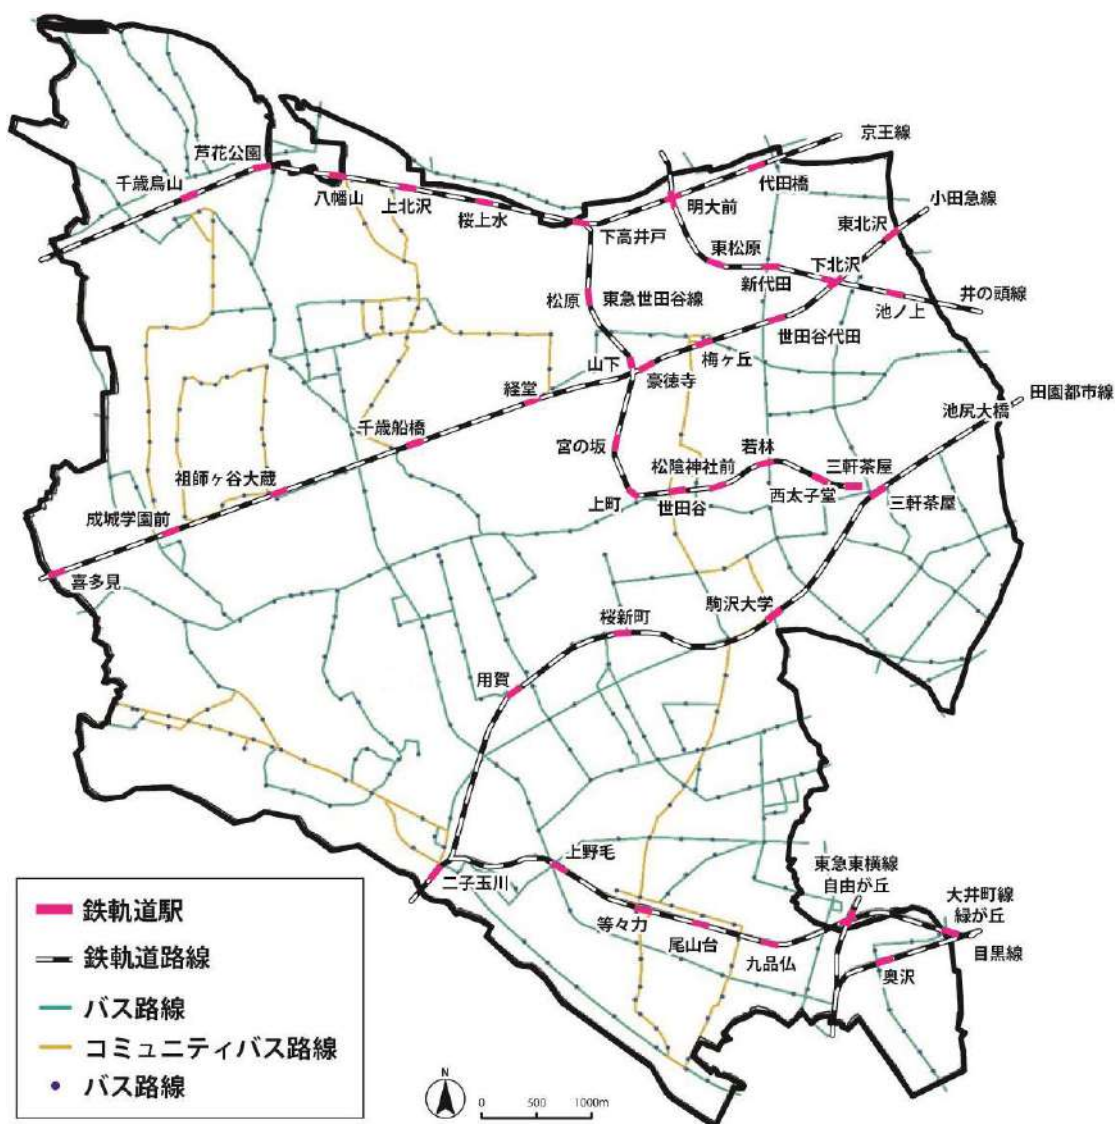 京王線
芦花公園
代田橋
千歳烏山
八幡山
上北沢
桜上水
明大前
小田急線
東北沢
下高井戸
東松原
下北沢
新代田
井の頭線
松原
東急世田谷線
池ノ上
世田谷代田
山下
梅ヶ丘
豪徳寺
経堂
田園都市線
池尻大橋
千歳船橋
宮の坂
若林
祖師ヶ谷大蔵
松陰神社前
三軒茶屋
上町
世田谷
西太子堂
三軒茶屋
成城学園前
喜多見
駒沢大学
桜新町
用賀
上野毛
東急東横線
自由が丘
二子玉川
大井町線
緑が丘
等々力
尾山台
九品仏
目黒線
奥沢
鉄軌道駅
鉄軌道路線
バス路線
コミュニティバス路線
バス路線
N
0 500 1000m